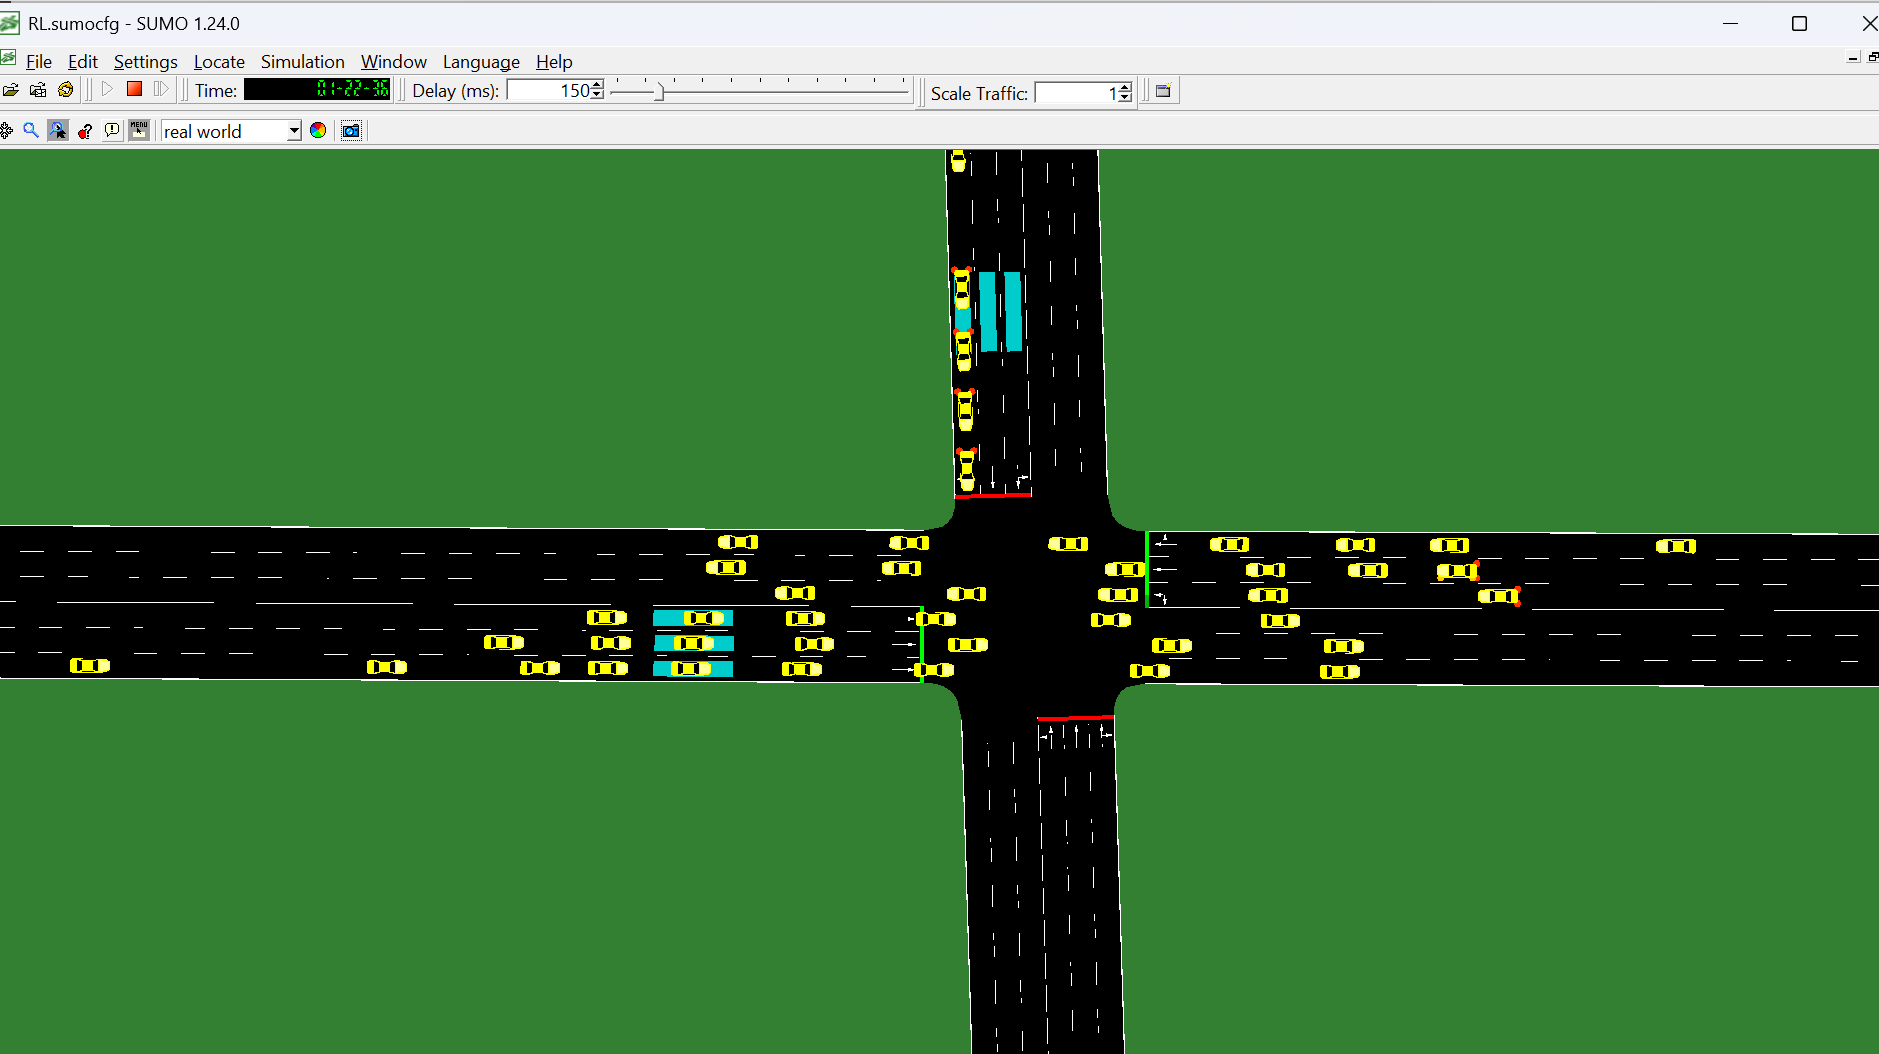 RL.sumocfg - SUMO 1.24.0
File Edit Settings Locate Simulation Window Language Help
Time: 01-22-36 Delay (ms): 150 Scale Traffic: 1
MENU real world